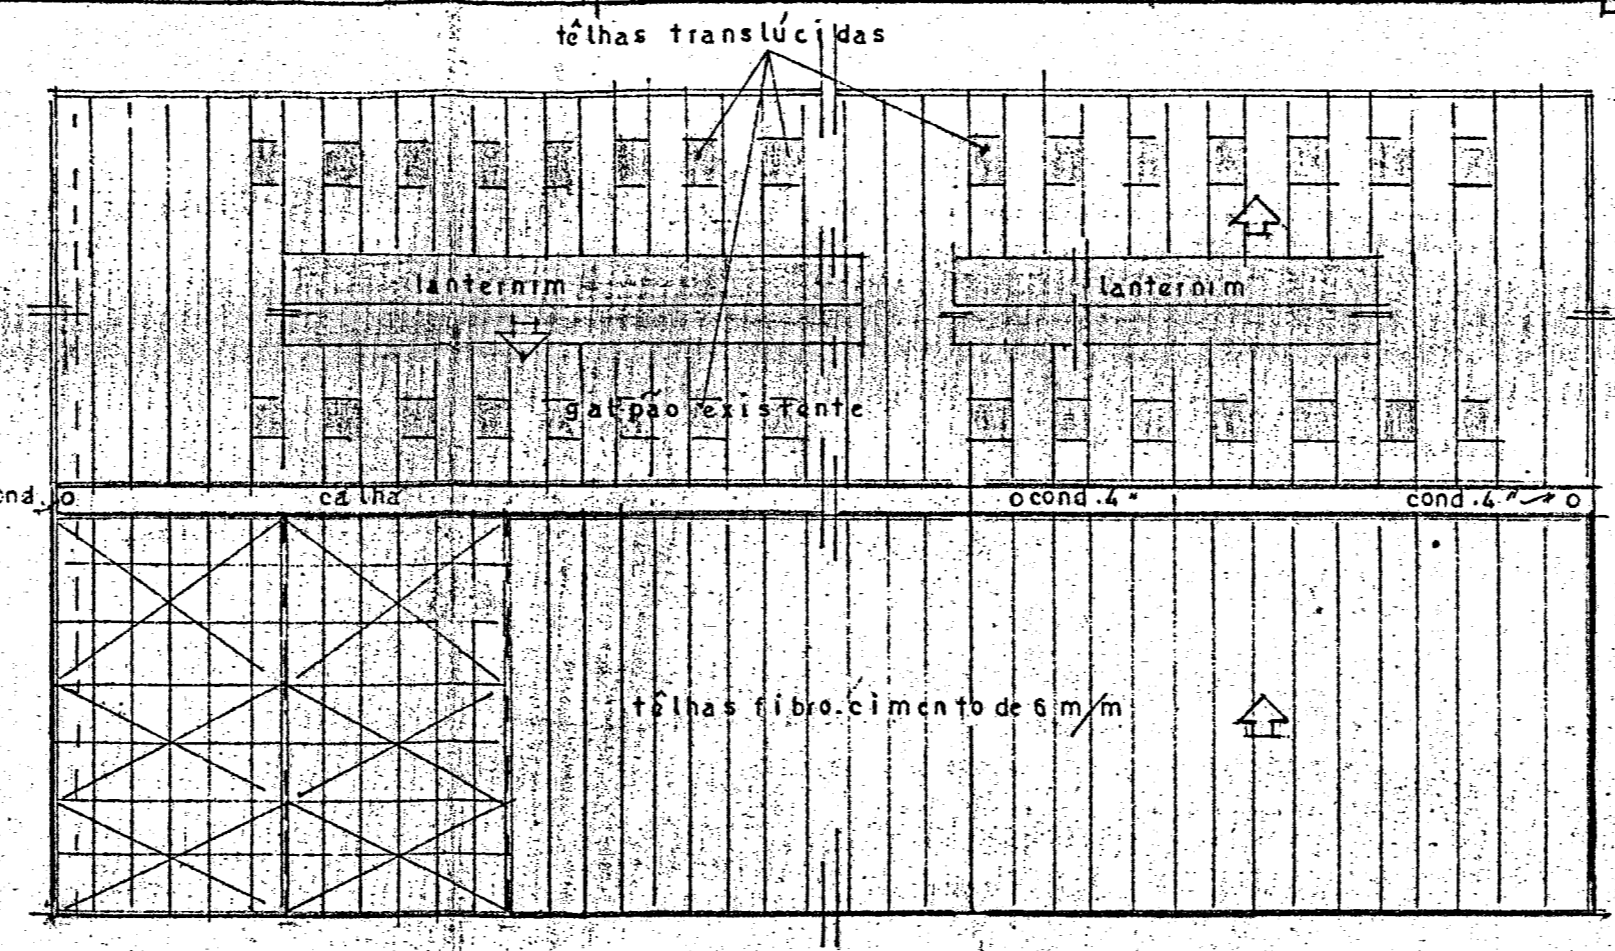 têlhas translúcidas
lanternim
lanternim
galpão existente
calha
cond.4"
cond.4"
têlhas fibro.cimento de 6 m/m